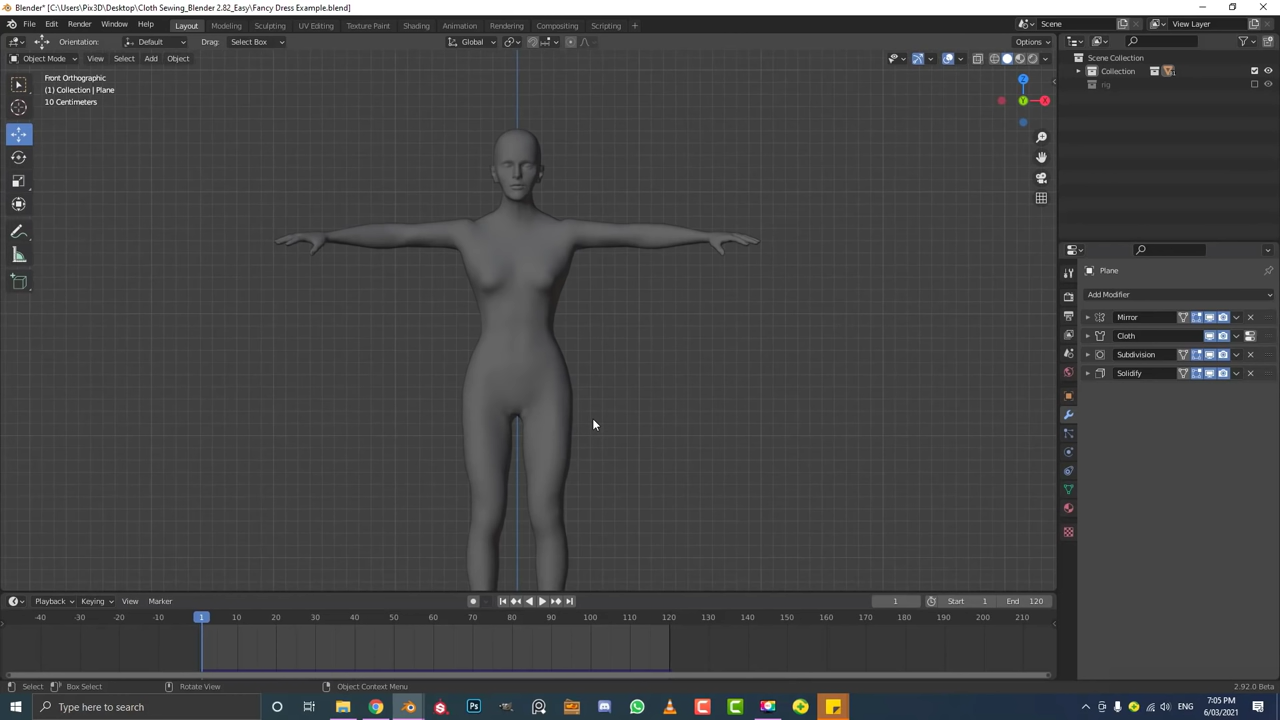 Blender* [C:\Users\Pix3D\Desktop\Cloth Sewing_Blender 2.82_Easy\Fancy Dress Example.blend]
File Edit Render Window Help Layout Modeling Sculpting UV Editing Texture Paint Shading Animation Rendering Compositing Scripting + Scene View Layer
Orientation: Default Drag: Select Box Global Options
Object Mode View Select Add Object
Front Orthographic
(1) Collection | Plane
10 Centimeters
Z
Y
X
Scene Collection
Collection 1
rig
Plane
Add Modifier
Mirror
Cloth
Subdivision
Solidify
Playback Keying View Marker 1 Start 1 End 120
-40 -30 -20 -10 1 10 20 30 40 50 60 70 80 90 100 110 120 130 140 150 160 170 180 190 200 210
Select Box Select Rotate View Object Context Menu 2.92.0 Beta
Type here to search
ENG
7:05 PM
6/03/2021